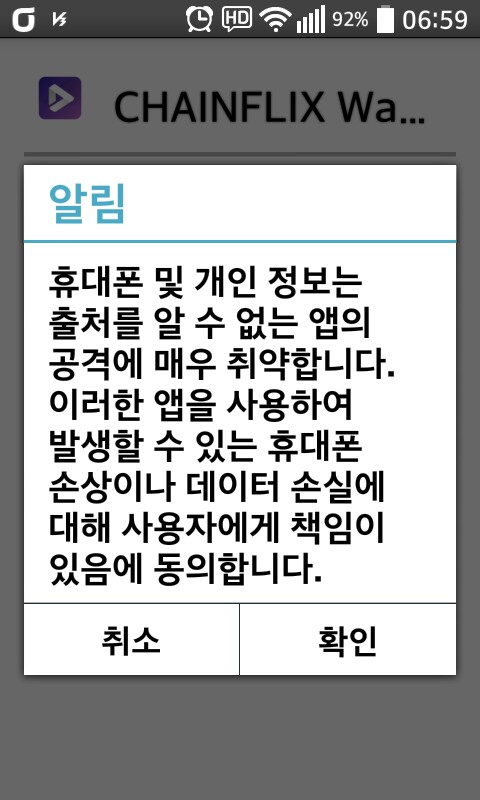 HD 92% 06:59
CHAINFLIX Wa...
알림
휴대폰 및 개인 정보는
출처를 알 수 없는 앱의
공격에 매우 취약합니다.
이러한 앱을 사용하여
발생할 수 있는 휴대폰
손상이나 데이터 손실에
대해 사용자에게 책임이
있음에 동의합니다.
취소 확인